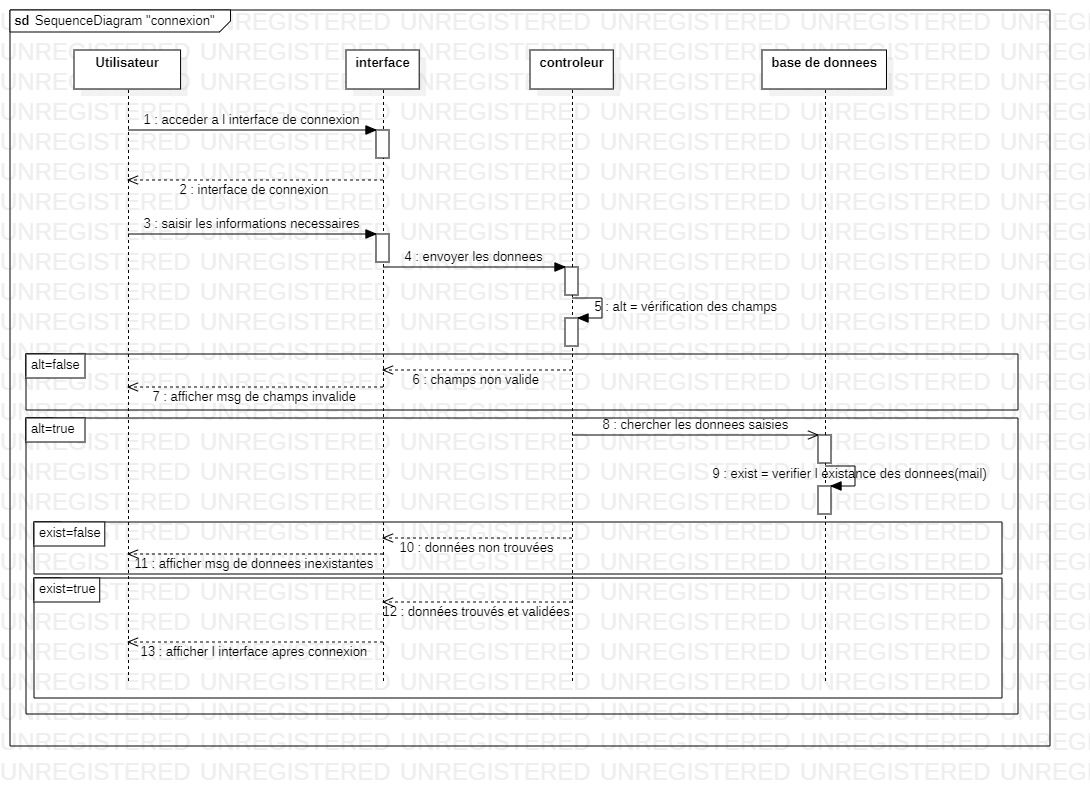 sd SequenceDiagram "connexion"
Utilisateur
interface
controleur
base de donnees
1 : acceder a l interface de connexion
2 : interface de connexion
3 : saisir les informations necessaires
4 : envoyer les donnees
5 : alt = vérification des champs
alt=false
6 : champs non valide
7 : afficher msg de champs invalide
alt=true
8 : chercher les donnees saisies
9 : exist = verifier l existance des donnees(mail)
exist=false
10 : données non trouvées
11 : afficher msg de donnees inexistantes
exist=true
12 : données trouvés et validées
13 : afficher l interface apres connexion
UNREGISTERED